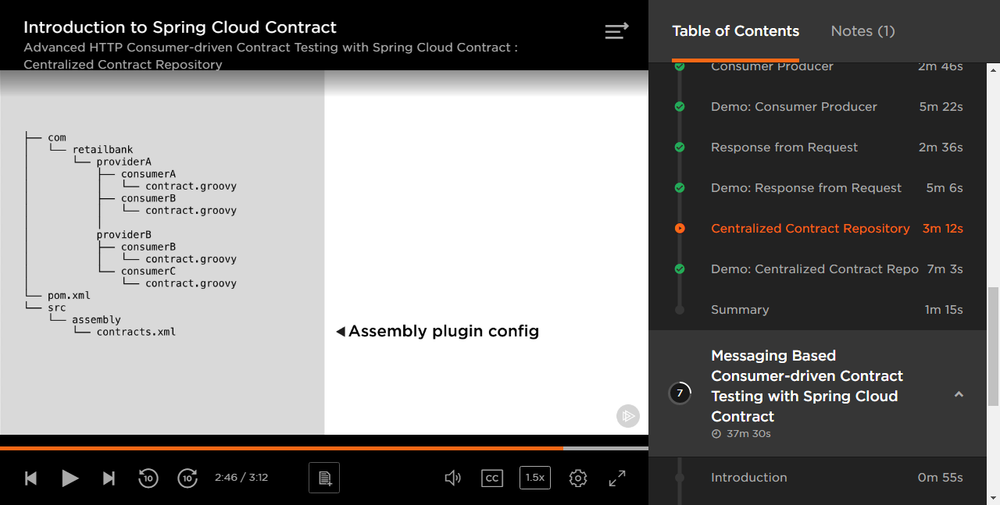 Introduction to Spring Cloud Contract
Advanced HTTP Consumer-driven Contract Testing with Spring Cloud Contract :
Centralized Contract Repository
com
retailbank
providerA
consumerA
contract.groovy
consumerB
contract.groovy
providerB
consumerB
contract.groovy
consumerC
contract.groovy
pom.xml
src
assembly
contracts.xml
Assembly plugin config
10
10
2:46 / 3:12
CC
1.5x
Table of Contents
Notes (1)
Consumer Producer 2m 46s
Demo: Consumer Producer 5m 22s
Response from Request 2m 36s
Demo: Response from Request 5m 6s
Centralized Contract Repository 3m 12s
Demo: Centralized Contract Repo 7m 3s
Summary 1m 15s
7
Messaging Based
Consumer-driven Contract
Testing with Spring Cloud
Contract
37m 30s
Introduction 0m 55s